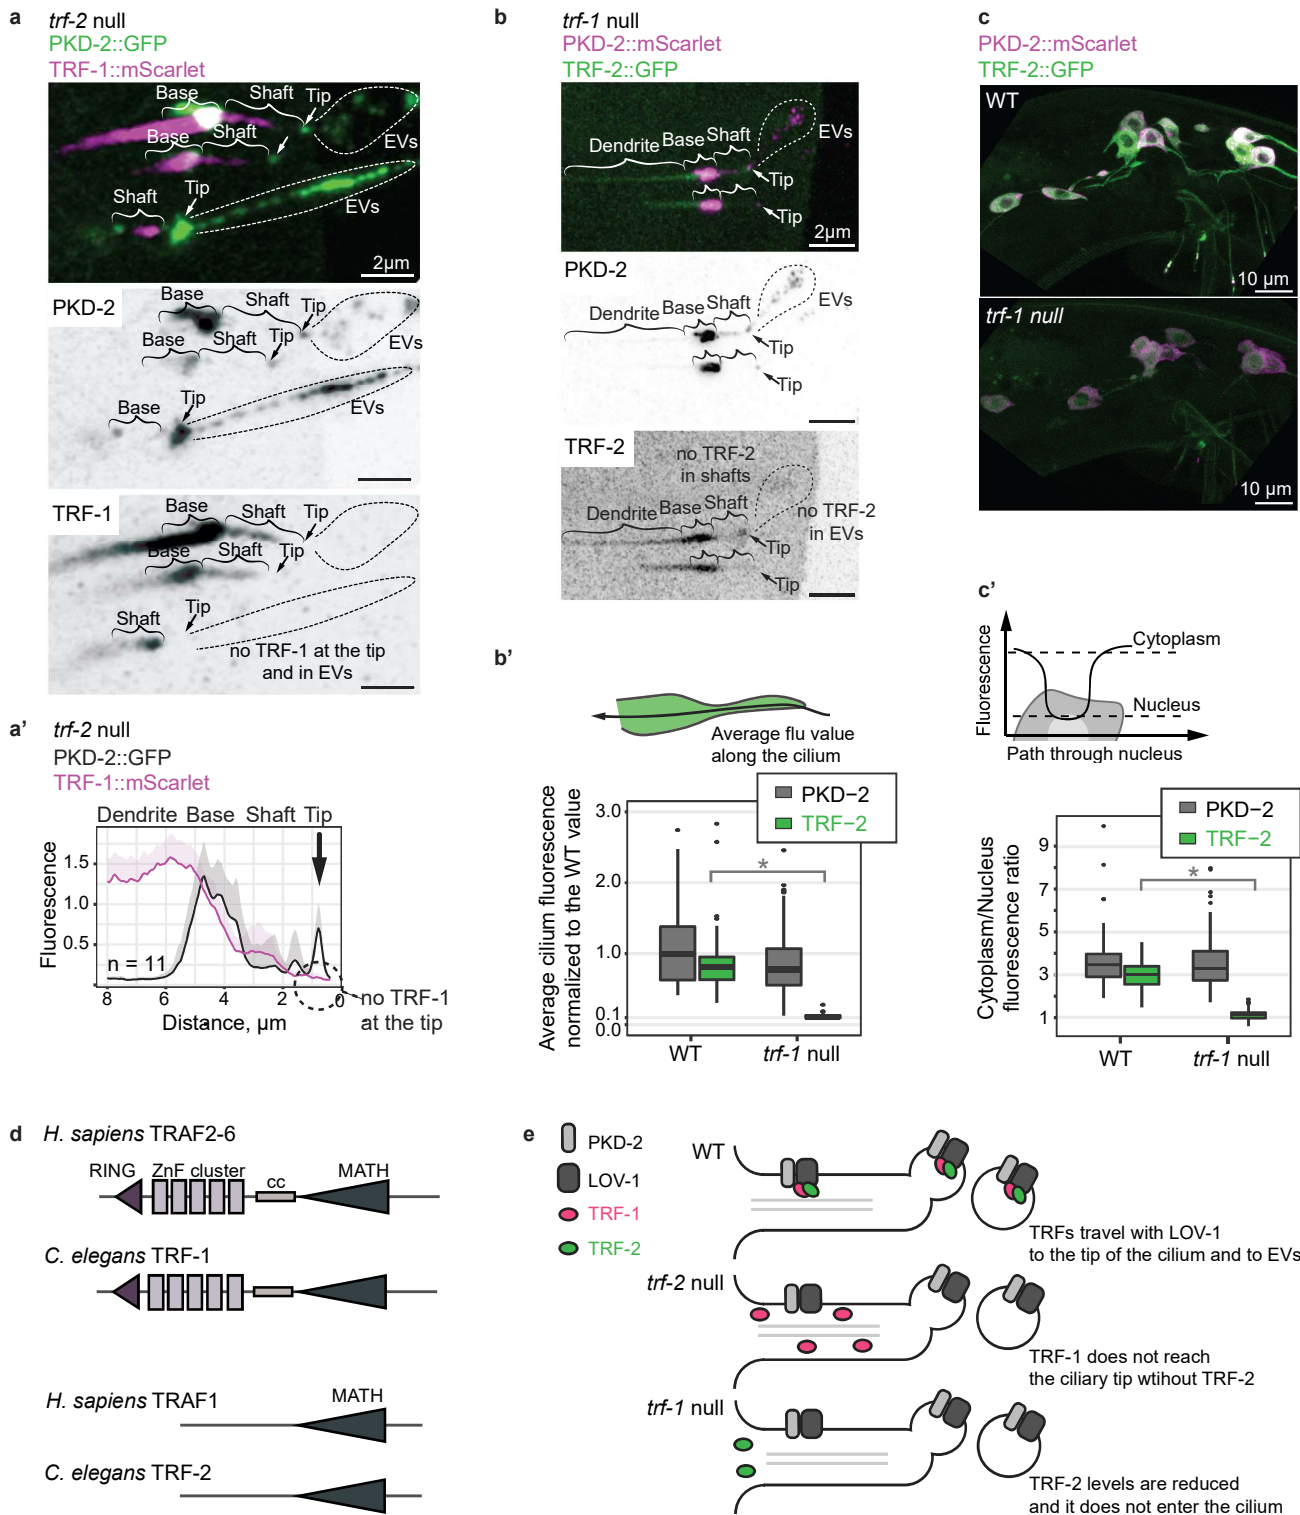 a
trf-2 null
PKD-2::GFP
TRF-1::mScarlet
Base
Shaft
Tip
Base
Shaft
EVs
Shaft
Tip
EVs
2μm
PKD-2
Base
Shaft
Tip
Base
Shaft
Tip
EVs
Base
Tip
EVs
TRF-1
Base
Shaft
Tip
Base
Shaft
Tip
Shaft
Tip
no TRF-1 at the tip
and in EVs
a'
trf-2 null
PKD-2::GFP
TRF-1::mScarlet
Dendrite Base Shaft Tip
Fluorescence
1.5
1.0
0.5
n = 11
8 6 4 2 0
Distance, μm
no TRF-1
at the tip
b
trf-1 null
PKD-2::mScarlet
TRF-2::GFP
Dendrite
Base
Shaft
EVs
Tip
Tip
2μm
PKD-2
Dendrite
Base
Shaft
EVs
Tip
Tip
TRF-2
no TRF-2
in shafts
Dendrite
Base
Shaft
no TRF-2
in EVs
Tip
Tip
b'
Average flu value
along the cilium
PKD−2
TRF−2
Average cilium fluorescence
normalized to the WT value
3.0
2.0
1.0
0.1
0.0
*
WT
trf-1 null
c
PKD-2::mScarlet
TRF-2::GFP
WT
10 μm
trf-1 null
10 μm
c'
Fluorescence
Cytoplasm
Nucleus
Path through nucleus
PKD−2
TRF−2
Cytoplasm/Nucleus
fluorescence ratio
9
7
5
3
1
*
WT
trf-1 null
d
H. sapiens TRAF2-6
RING
ZnF cluster
cc
MATH
C. elegans TRF-1
H. sapiens TRAF1
MATH
C. elegans TRF-2
e
PKD-2
LOV-1
TRF-1
TRF-2
WT
TRFs travel with LOV-1
to the tip of the cilium and to EVs
trf-2 null
TRF-1 does not reach
the ciliary tip wtihout TRF-2
trf-1 null
TRF-2 levels are reduced
and it does not enter the cilium